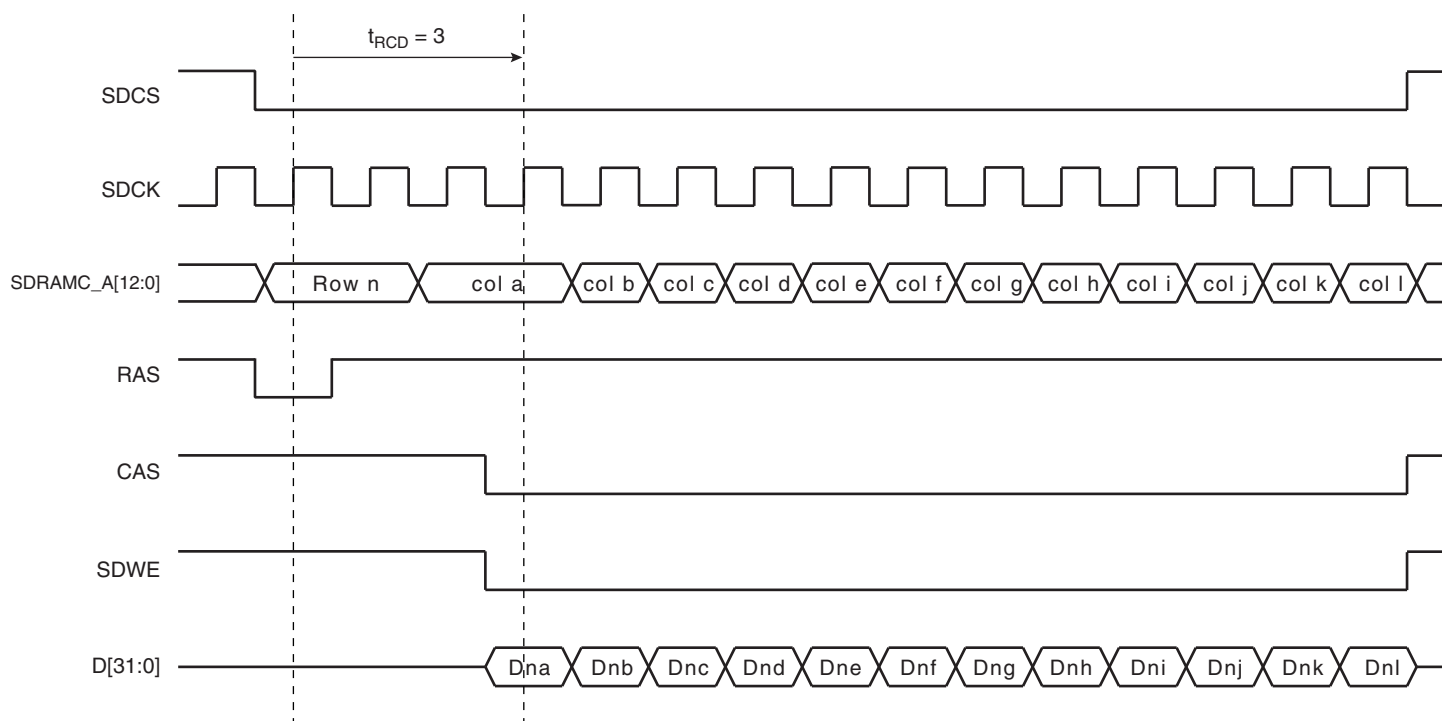 tRCD = 3
SDCS
SDCK
SDRAMC_A[12:0] Row n col a col b col c col d col e col f col g col h col i col j col k col l
RAS
CAS
SDWE
D[31:0] Dna Dnb Dnc Dnd Dne Dnf Dng Dnh Dni Dnj Dnk Dnl